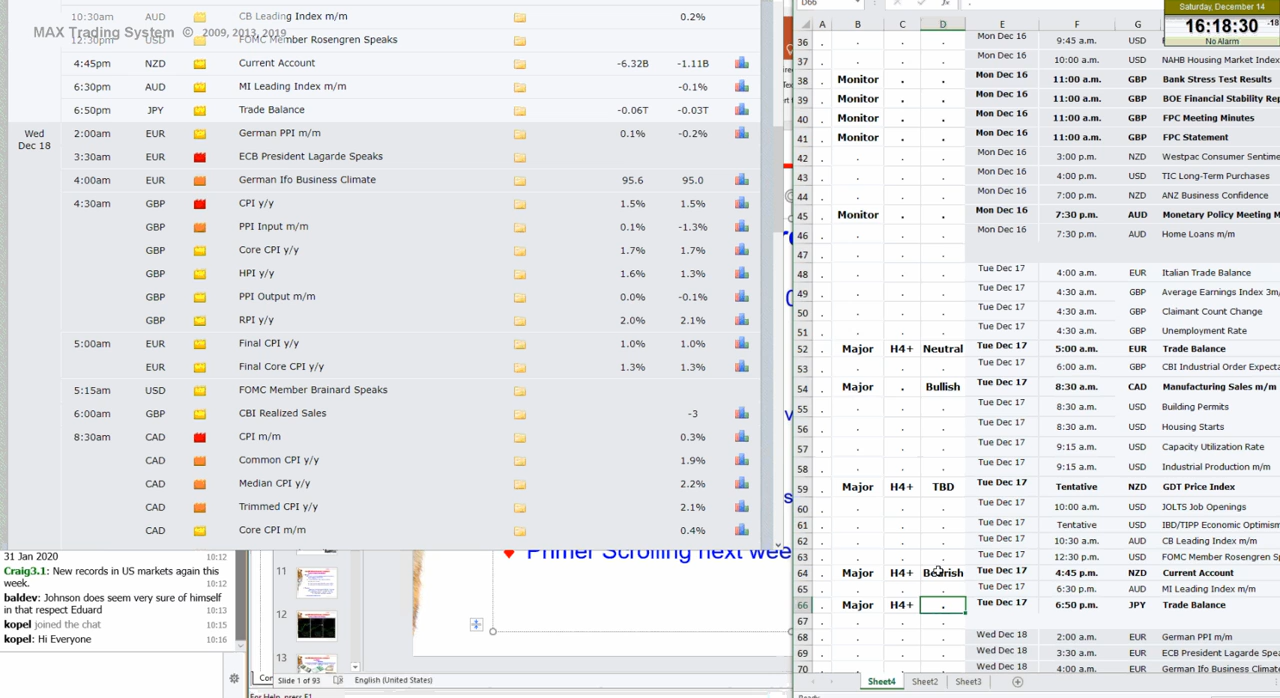 10:30am AUD CB Leading Index m/m 0.2%
MAX Trading System © 2009, 2013, 2019
12:30pm USD FOMC Member Rosengren Speaks
4:45pm NZD Current Account -6.32B -1.11B
6:30pm AUD MI Leading Index m/m -0.1%
6:50pm JPY Trade Balance -0.06T -0.03T
Wed Dec 18 2:00am EUR German PPI m/m 0.1% -0.2%
3:30am EUR ECB President Lagarde Speaks
4:00am EUR German Ifo Business Climate 95.6 95.0
4:30am GBP CPI y/y 1.5% 1.5%
GBP PPI Input m/m 0.1% -1.3%
GBP Core CPI y/y 1.7% 1.7%
GBP HPI y/y 1.6% 1.3%
GBP PPI Output m/m 0.0% -0.1%
GBP RPI y/y 2.0% 2.1%
5:00am EUR Final CPI y/y 1.0% 1.0%
EUR Final Core CPI y/y 1.3% 1.3%
5:15am USD FOMC Member Brainard Speaks
6:00am GBP CBI Realized Sales -3
8:30am CAD CPI m/m 0.3%
CAD Common CPI y/y 1.9%
CAD Median CPI y/y 2.2%
CAD Trimmed CPI y/y 2.1%
CAD Core CPI m/m 0.4%
31 Jan 2020 10:12
Craig3.1: New record in US markets again this week. 10:12
baldev: Johnson does seem very sure of himself in that respect Eduard 10:13
kopel joined the chat 10:15
kopel: Hi Everyone 10:16
11
12
13
Slide 1 of 93 English (United States)
For Help, press F1
Primer Scrolling next wee
D66
Saturday, December 14
16:18:30 -18
No Alarm
A B C D E F G H
36 . . . . Mon Dec 16 9:45 a.m. USD
37 . . . . Mon Dec 16 10:00 a.m. USD NAHB Housing Market Index
38 . Monitor . . Mon Dec 16 11:00 a.m. GBP Bank Stress Test Results
39 . Monitor . . Mon Dec 16 11:00 a.m. GBP BOE Financial Stability Rep
40 . Monitor . . Mon Dec 16 11:00 a.m. GBP FPC Meeting Minutes
41 . Monitor . . Mon Dec 16 11:00 a.m. GBP FPC Statement
42 . . . . Mon Dec 16 3:00 p.m. NZD Westpac Consumer Sentim
43 . . . . Mon Dec 16 4:00 p.m. USD TIC Long-Term Purchases
44 . . . . Mon Dec 16 7:00 p.m. NZD ANZ Business Confidence
45 . Monitor . . Mon Dec 16 7:30 p.m. AUD Monetary Policy Meeting M
46 . . . . Mon Dec 16 7:30 p.m. AUD Home Loans m/m
47 . . . .
48 . . . . Tue Dec 17 4:00 a.m. EUR Italian Trade Balance
49 . . . . Tue Dec 17 4:30 a.m. GBP Average Earnings Index 3m/
50 . . . . Tue Dec 17 4:30 a.m. GBP Claimant Count Change
51 . . . . Tue Dec 17 4:30 a.m. GBP Unemployment Rate
52 . Major H4+ Neutral Tue Dec 17 5:00 a.m. EUR Trade Balance
53 . . . . Tue Dec 17 6:00 a.m. GBP CBI Industrial Order Expecta
54 . Major . Bullish Tue Dec 17 8:30 a.m. CAD Manufacturing Sales m/m
55 . . . . Tue Dec 17 8:30 a.m. USD Building Permits
56 . . . . Tue Dec 17 8:30 a.m. USD Housing Starts
57 . . . . Tue Dec 17 9:15 a.m. USD Capacity Utilization Rate
58 . . . . Tue Dec 17 9:15 a.m. USD Industrial Production m/m
59 . Major H4+ TBD Tue Dec 17 Tentative NZD GDT Price Index
60 . . . . Tue Dec 17 10:00 a.m. USD JOLTS Job Openings
61 . . . . Tue Dec 17 Tentative USD IBD/TIPP Economic Optimism
62 . . . . Tue Dec 17 10:30 a.m. AUD CB Leading Index m/m
63 . . . . Tue Dec 17 12:30 p.m. USD FOMC Member Rosengren S
64 . Major H4+ Bearish Tue Dec 17 4:45 p.m. NZD Current Account
65 . . . . Tue Dec 17 6:30 p.m. AUD MI Leading Index m/m
66 . Major H4+ . Tue Dec 17 6:50 p.m. JPY Trade Balance
67 . . . .
68 . . . . Wed Dec 18 2:00 a.m. EUR German PPI m/m
69 . . . . Wed Dec 18 3:30 a.m. EUR ECB President Lagarde Spea
70 . . . . Wed Dec 18 4:00 a.m. EUR German Ifo Business Climat
Sheet4 Sheet2 Sheet3